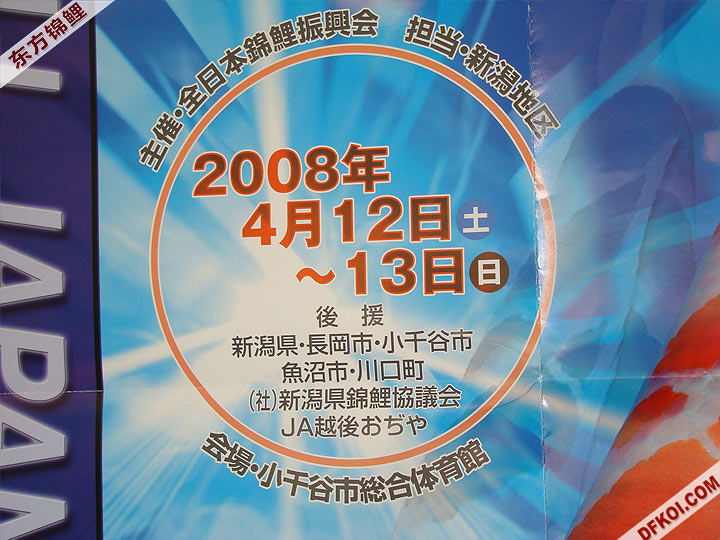 东方锦鲤
主催・全日本錦鯉振興会　担当・新潟地区
2008年
4月12日土
～13日日
後　援
新潟県・長岡市・小千谷市
魚沼市・川口町
(社)新潟県錦鯉協議会
JA越後おぢや
会場・小千谷市総合体育館
JAPAN
DFKOI.COM